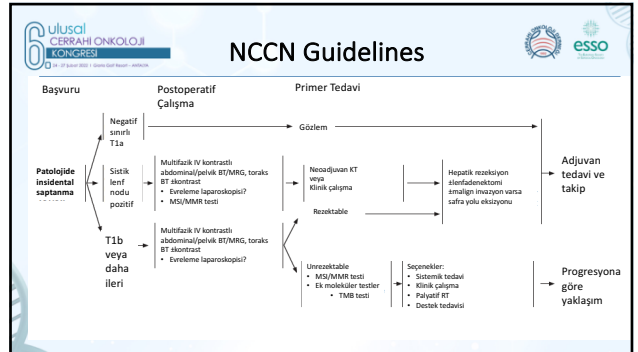 6 ulusal
CERRAHİ ONKOLOJİ
KONGRESİ
NCCN Guidelines
esso
Başvuru
Postoperatif
Çalışma
Primer Tedavi
Negatif
sınırlı
T1a
Gözlem
Patolojide
insidental
saptanma
Sistik
lenf
nodu
pozitif
Multifazik IV kontrastlı
abdominal/pelvik BT/MRG, toraks
BT ±kontrast
• Evreleme laparoskopisi?
• MSI/MMR testi
Neoadjuvan KT
veya
Klinik çalışma
Rezektable
Hepatik rezeksiyon
±lenfadenektomi
±malign invazyon varsa
safra yolu eksizyonu
Adjuvan
tedavi ve
takip
T1b
veya
daha
ileri
Multifazik IV kontrastlı
abdominal/pelvik BT/MRG, toraks
BT ±kontrast
• Evreleme laparoskopisi?
Unrezektable
• MSI/MMR testi
• Ek moleküler testler
• TMB testi
Seçenekler:
• Sistemik tedavi
• Klinik çalışma
• Palyatif RT
• Destek tedavisi
Progresyona
göre
yaklaşım